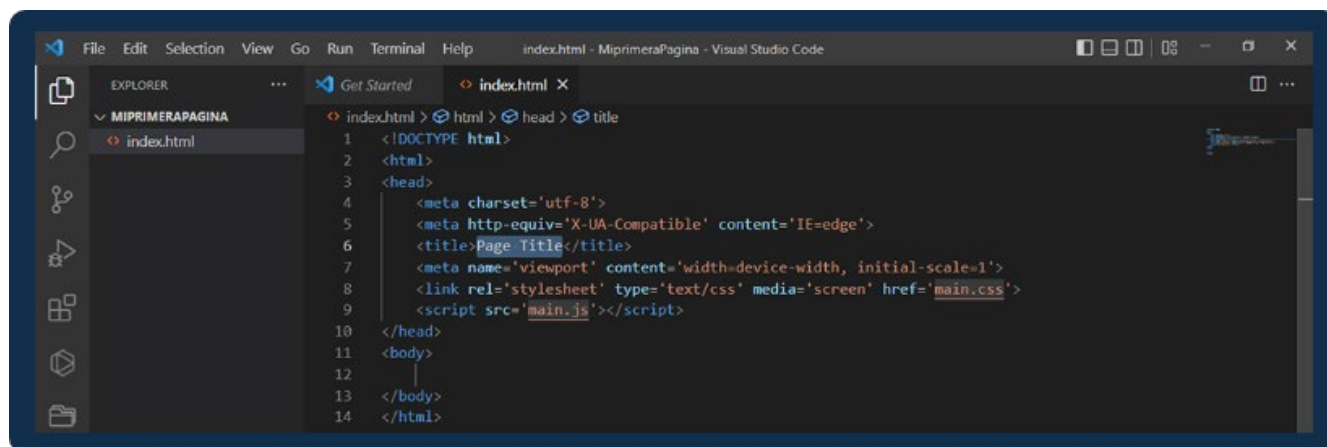 File Edit Selection View Go Run Terminal Help index.html - MiprimeraPagina - Visual Studio Code
EXPLORER
MIPRIMERAPAGINA
index.html
Get Started
index.html
index.html > html > head > title
1 <!DOCTYPE html>
2 <html>
3 <head>
4 <meta charset='utf-8'>
5 <meta http-equiv='X-UA-Compatible' content='IE=edge'>
6 <title>Page Title</title>
7 <meta name='viewport' content='width=device-width, initial-scale=1'>
8 <link rel='stylesheet' type='text/css' media='screen' href='main.css'>
9 <script src='main.js'></script>
10 </head>
11 <body>
12
13 </body>
14 </html>